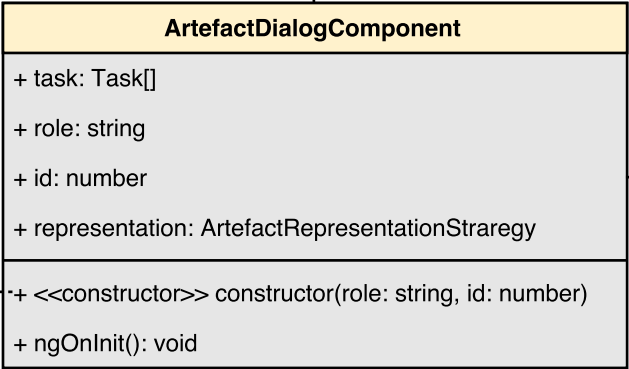 ArtefactDialogComponent
+ task: Task[]
+ role: string
+ id: number
+ representation: ArtefactRepresentationStraregy
+ <<constructor>> constructor(role: string, id: number)
+ ngOnInit(): void